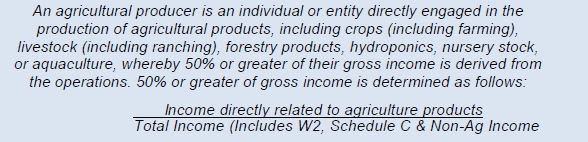 An agricultural producer is an individual or entity directly engaged in the
production of agricultural products, including crops (including farming),
livestock (including ranching), forestry products, hydroponics, nursery stock,
or aquaculture, whereby 50% or greater of their gross income is derived from
the operations. 50% or greater of gross income is determined as follows:
Income directly related to agriculture products
Total Income (Includes W2, Schedule C & Non-Ag Income